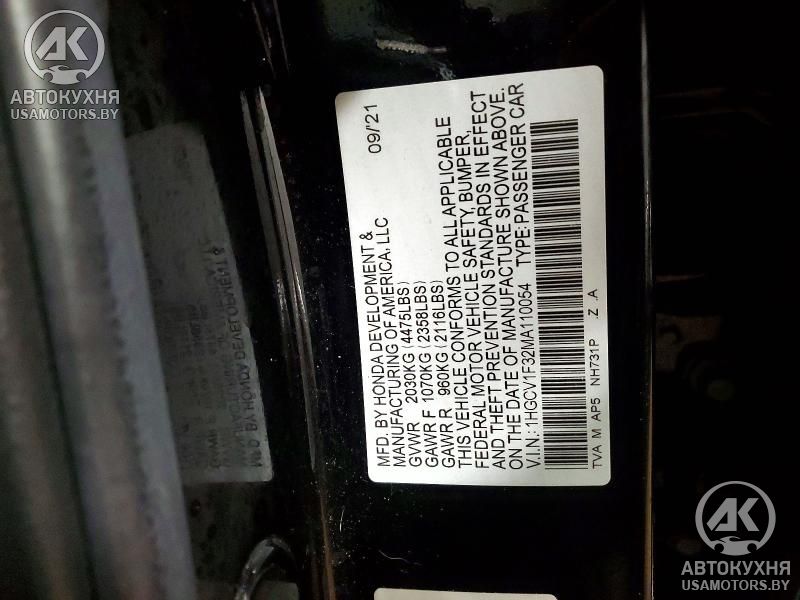 AK
АВТОКУХНЯ
USAMOTORS.BY
09/'21
MFD. BY HONDA DEVELOPMENT &
MANUFACTURING OF AMERICA, LLC
GVWR 2030KG (4475LBS)
GAWR F 1070KG (2358LBS)
GAWR R 960KG (2116LBS)
THIS VEHICLE CONFORMS TO ALL APPLICABLE
FEDERAL MOTOR VEHICLE SAFETY, BUMPER,
AND THEFT PREVENTION STANDARDS IN EFFECT
ON THE DATE OF MANUFACTURE SHOWN ABOVE.
V.I.N.: 1HGCV1F32MA110054 TYPE: PASSENGER CAR
TVA M AP5 NH731P Z .A
AK
АВТОКУХНЯ
USAMOTORS.BY